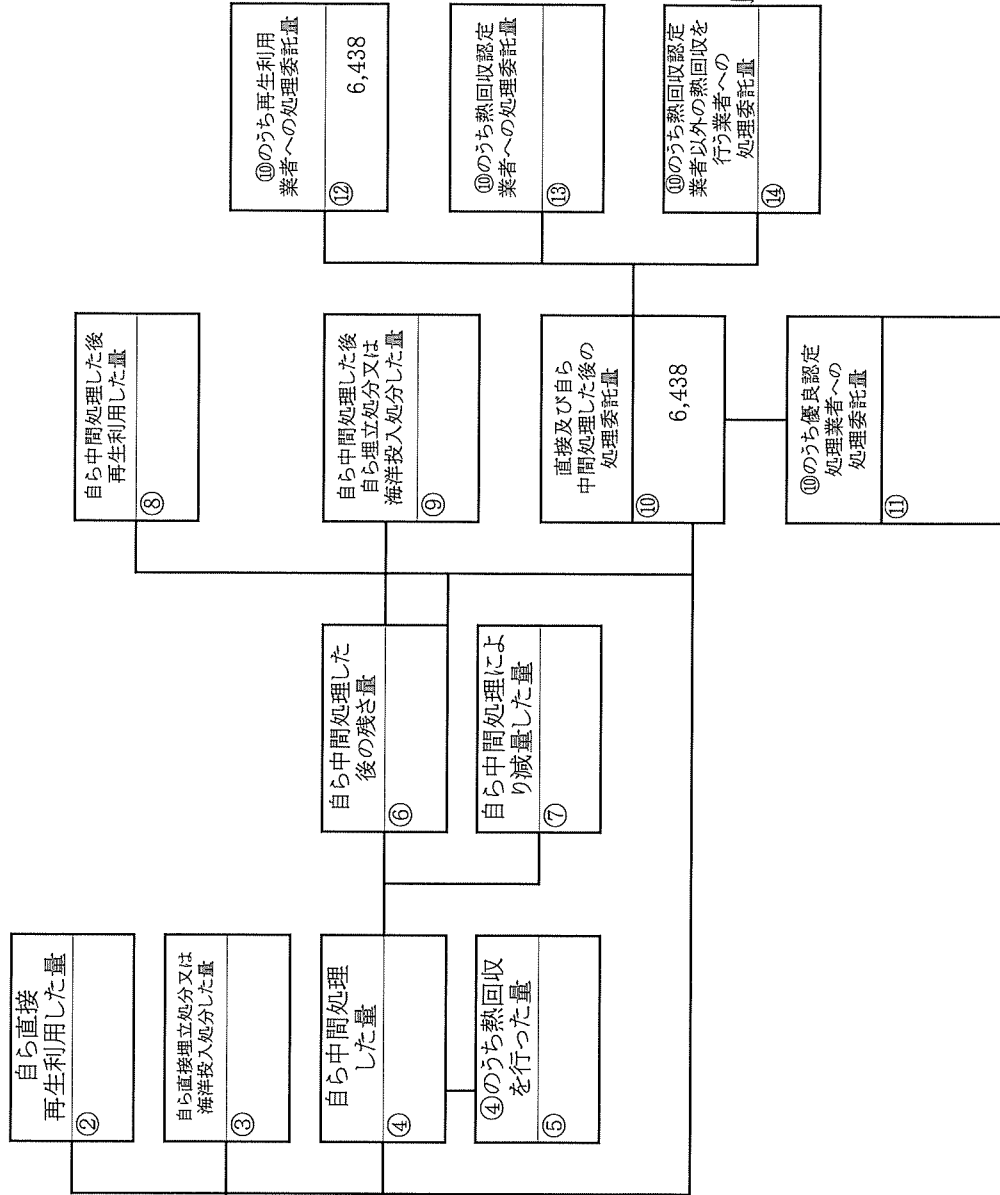 自ら直接
再生利用した量
②
自ら直接埋立処分又は
海洋投入処分した量
③
自ら中間処理
した量
④
④のうち熱回収
を行った量
⑤
自ら中間処理した
後の残さ量
⑥
自ら中間処理によ
り減量した量
⑦
自ら中間処理した後
再生利用した量
⑧
自ら中間処理した後
自ら埋立処分又は
海洋投入処分した量
⑨
直接及び自ら
中間処理した後の
処理委託量
⑩
6,438
⑩のうち優良認定
処理業者への
処理委託量
⑪
⑩のうち再生利用
業者への処理委託量
⑫
6,438
⑩のうち熱回収認定
業者への処理委託量
⑬
⑩のうち熱回収認定
業者以外の熱回収を
行う業者への
処理委託量
⑭